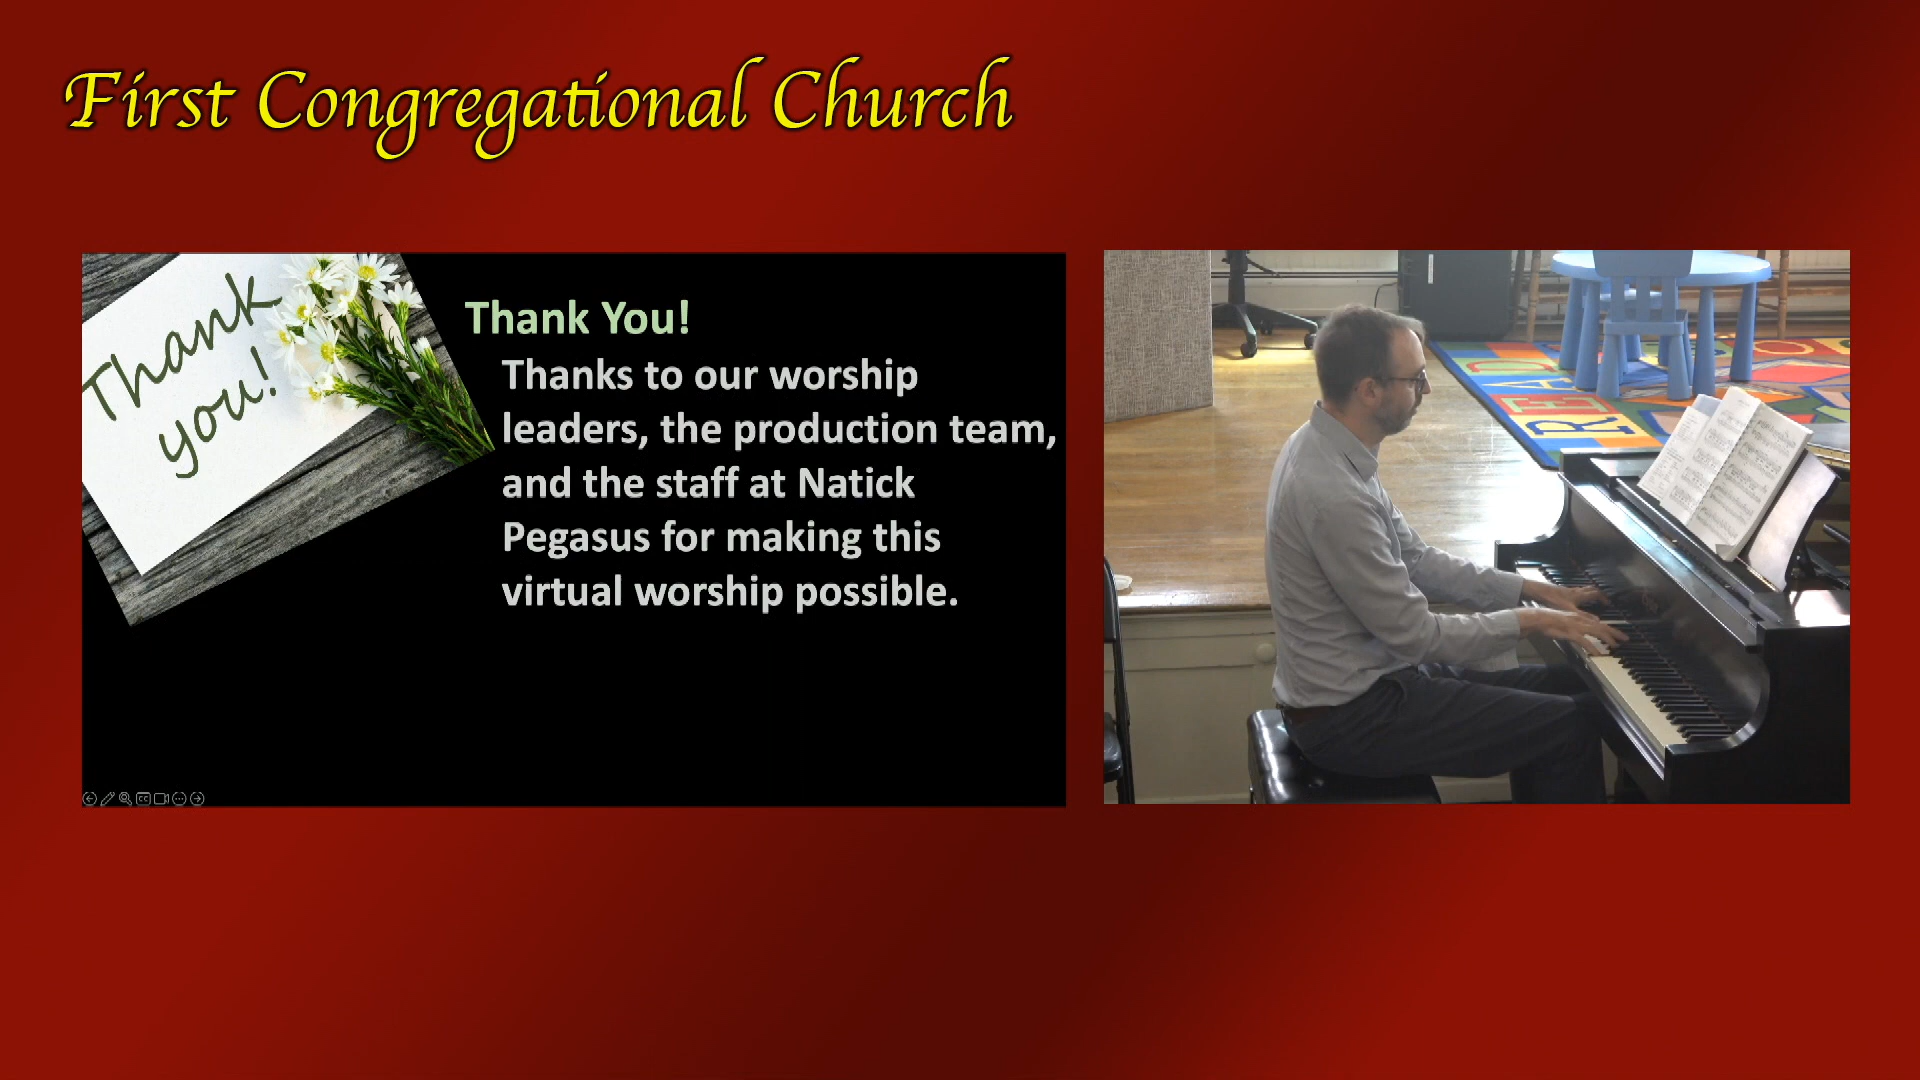 First Congregational Church
Thank
you!
Thank You!
Thanks to our worship
leaders, the production team,
and the staff at Natick
Pegasus for making this
virtual worship possible.
READ